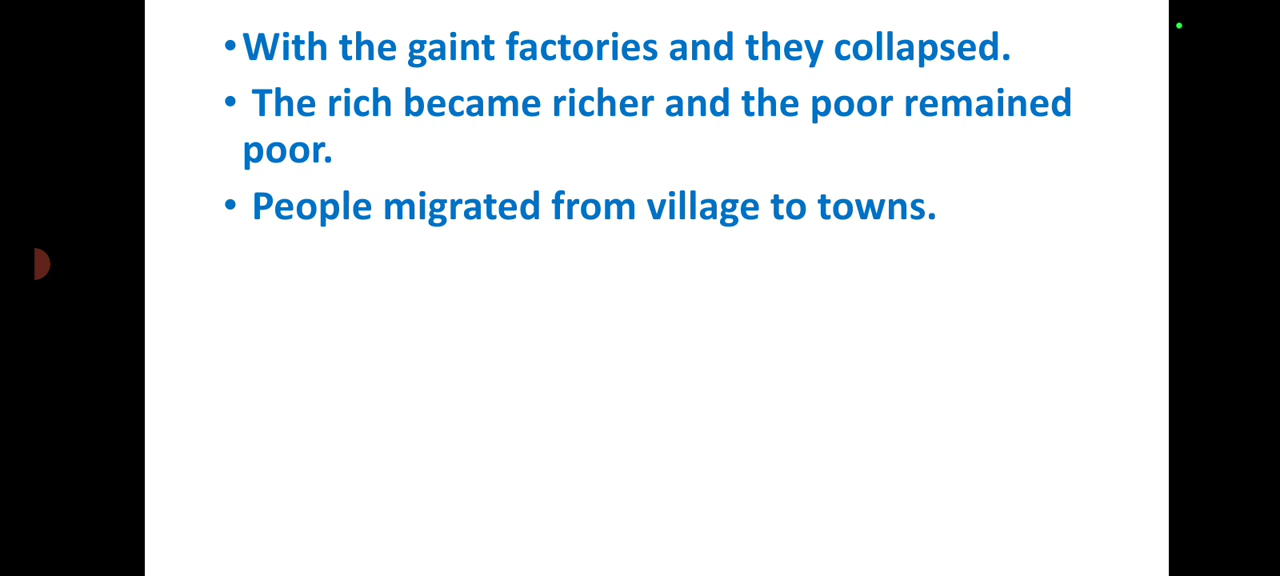 •With the gaint factories and they collapsed.
• The rich became richer and the poor remained
poor.
• People migrated from village to towns.